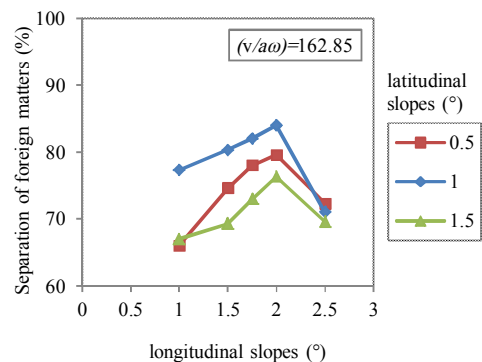 Separation of foreign matters (%)
100
90
80
70
60
(v/aω)=162.85
0 0.5 1 1.5 2 2.5 3
longitudinal slopes (°)
latitudinal
slopes (°)
0.5
1
1.5